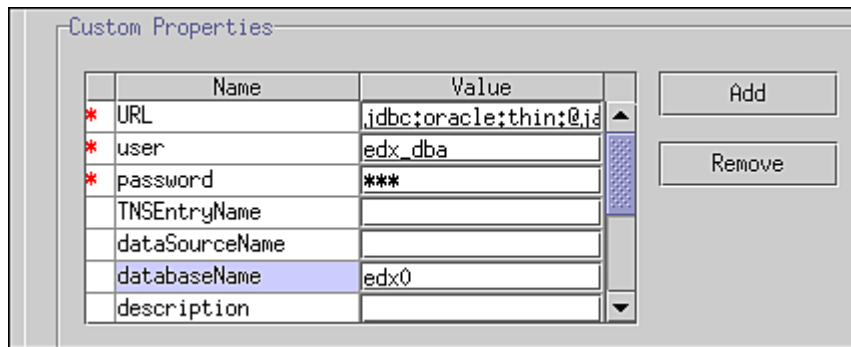 Custom Properties
Name Value
* URL jdbc:oracle:thin:@ja
* user edx_dba
* password ***
TNSEntryName
dataSourceName
databaseName edx0
description
Add
Remove